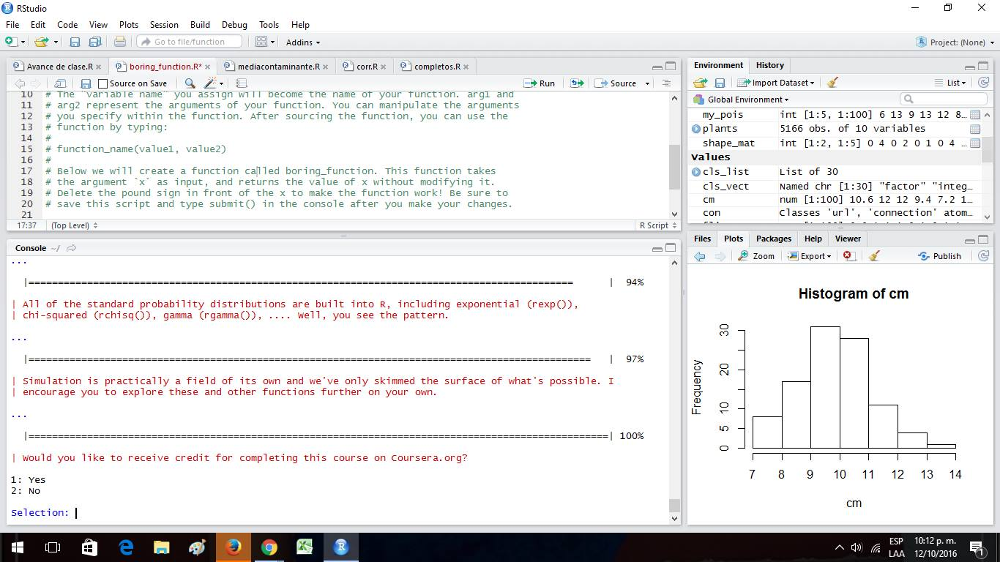 RStudio
File Edit Code View Plots Session Build Debug Tools Help
Go to file/function Addins Project: (None)
Avance de clase.R boring_function.R* mediacontaminante.R corr.R completos.R
Source on Save Run Source
10 # The "variable name" you assign will become the name of your function. arg1 and
11 # arg2 represent the arguments of your function. You can manipulate the arguments
12 # you specify within the function. After sourcing the function, you can use the
13 # function by typing:
14 #
15 # function_name(value1, value2)
16 #
17 # Below we will create a function called boring_function. This function takes
18 # the argument `x` as input, and returns the value of x without modifying it.
19 # Delete the pound sign in front of the x to make the function work! Be sure to
20 # save this script and type submit() in the console after you make your changes.
21
17:37 (Top Level) R Script
Console ~/
...
|=============================================================================================== | 94%
| All of the standard probability distributions are built into R, including exponential (rexp()),
| chi-squared (rchisq()), gamma (rgamma()), .... Well, you see the pattern.
...
|================================================================================================== | 97%
| Simulation is practically a field of its own and we've only skimmed the surface of what's possible. I
| encourage you to explore these and other functions further on your own.
...
|=====================================================================================================| 100%
| Would you like to receive credit for completing this course on Coursera.org?
1: Yes
2: No
Selection:
Environment History
Import Dataset List
Global Environment
my_pois int [1:5, 1:100] 6 13 9 13 12 8...
plants 5166 obs. of 10 variables
shape_mat int [1:2, 1:5] 0 4 0 2 0 1 0 4 ...
Values
cls_list List of 30
cls_vect Named chr [1:30] "factor" "integ...
cm num [1:100] 10.6 12 12 9.4 7.2 1...
con Classes 'url', 'connection' atom...
Files Plots Packages Help Viewer
Zoom Export Publish
Histogram of cm
Frequency
30
20
10
5
0
7 8 9 10 11 12 13 14
cm
ESP 10:12 p. m.
LAA 12/10/2016
1